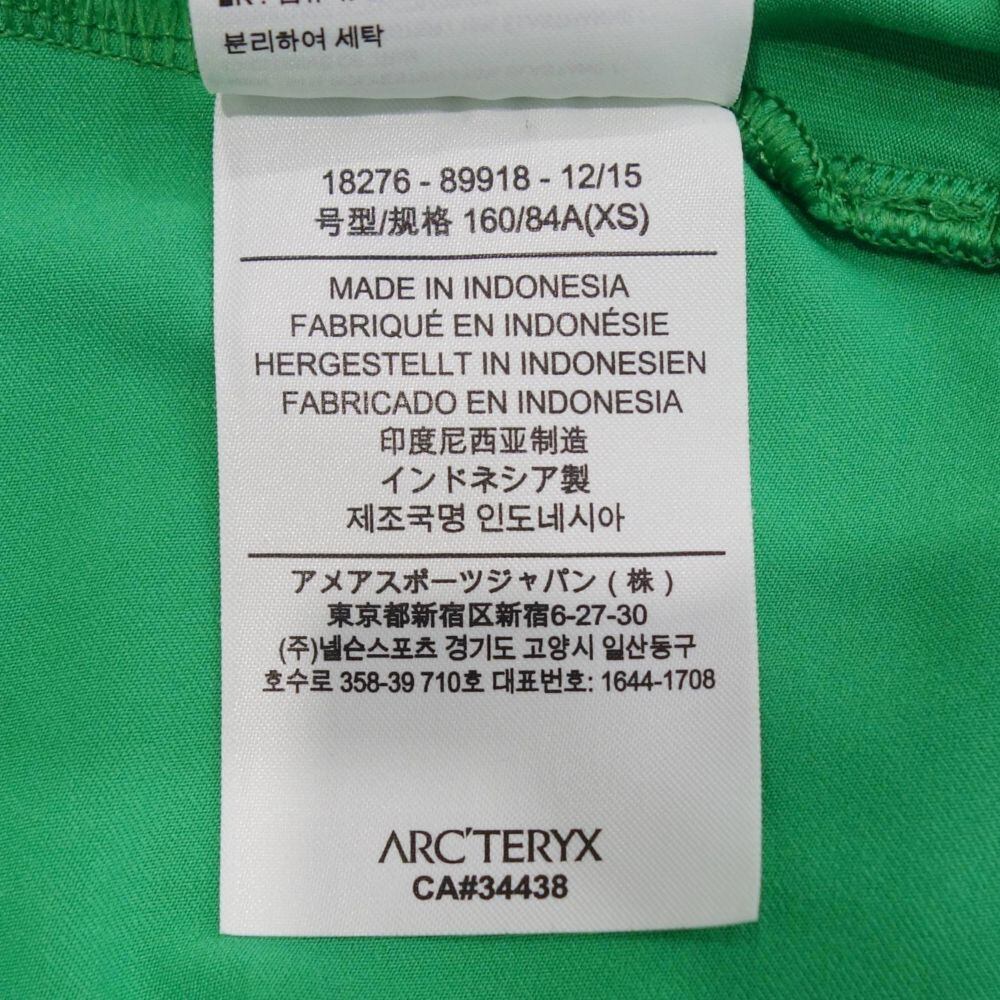 분리하여 세탁
18276 - 89918 - 12/15
号型/规格 160/84A(XS)
MADE IN INDONESIA
FABRIQUÉ EN INDONÉSIE
HERGESTELLT IN INDONESIEN
FABRICADO EN INDONESIA
印度尼西亚制造
インドネシア製
제조국명 인도네시아
アメアスポーツジャパン ( 株 )
東京都新宿区新宿6-27-30
(주)넬슨스포츠 경기도 고양시 일산동구
호수로 358-39 710호 대표번호: 1644-1708
ARC'TERYX
CA#34438